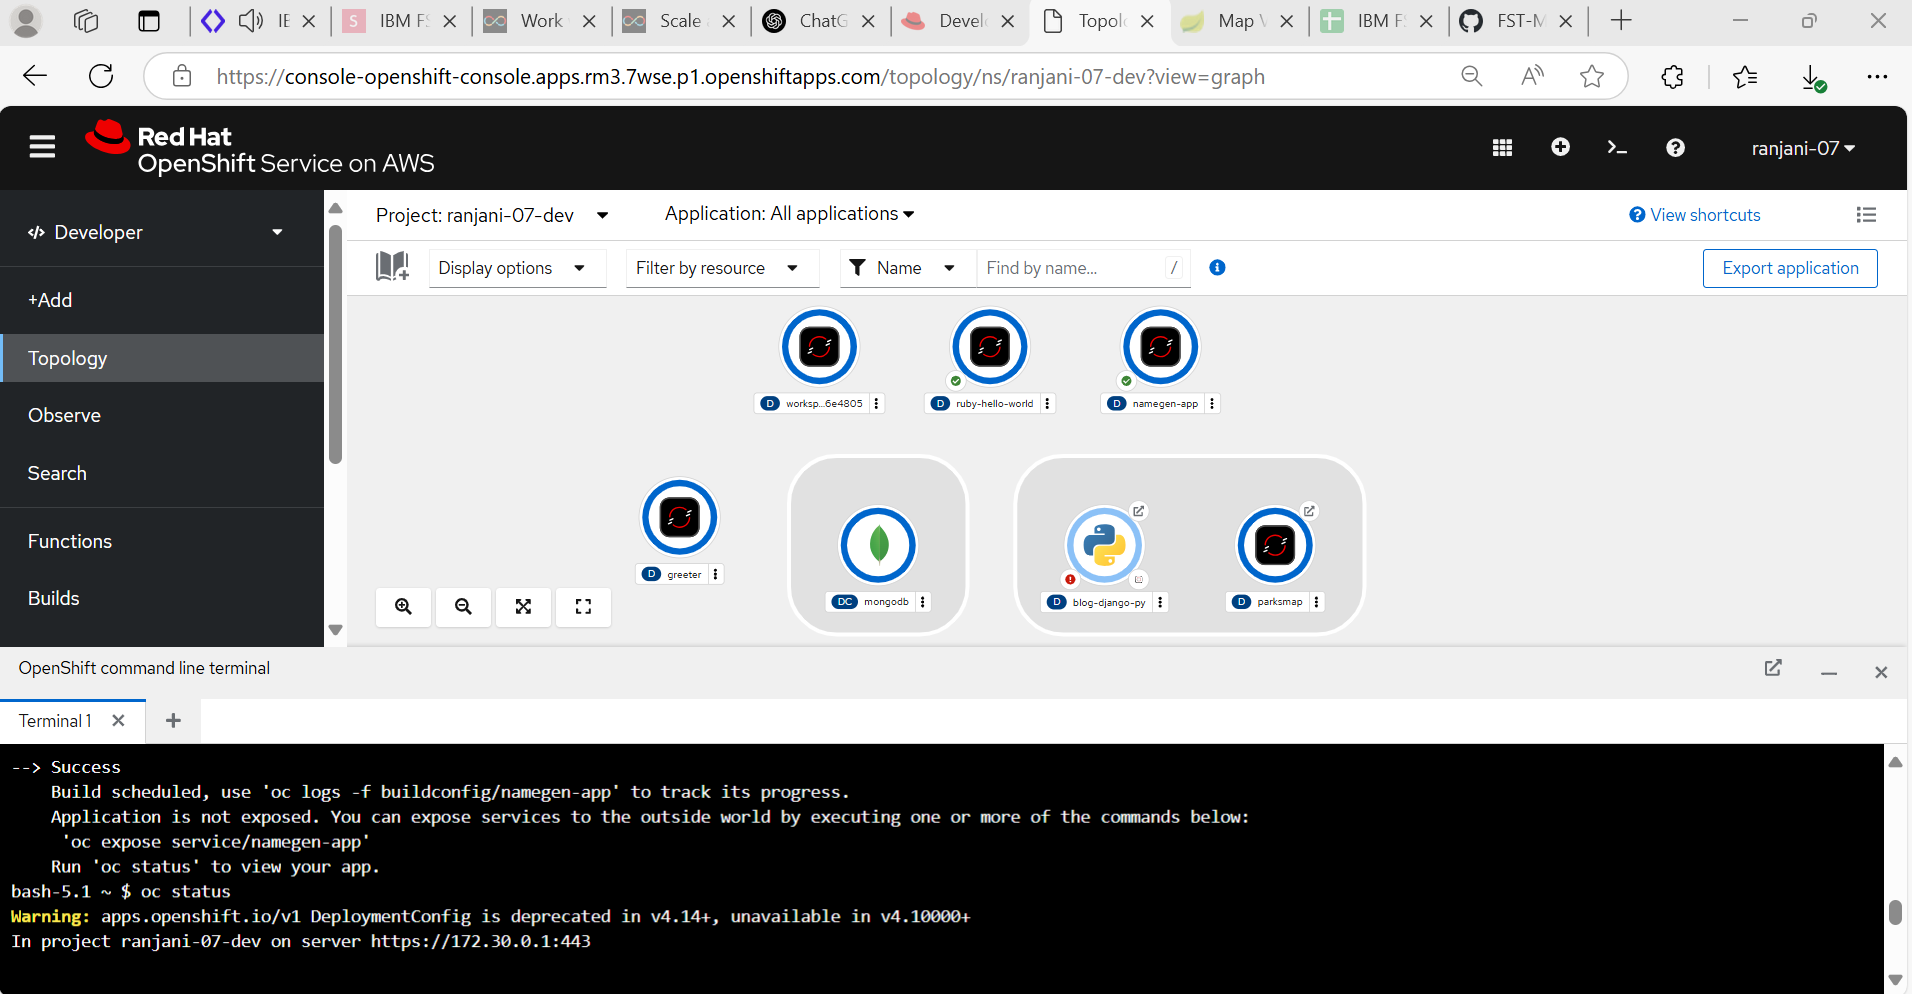 IE
S
IBM FS
Work
Scale
ChatG
Develo
Topolo
Map V
IBM F
FST-M
https://console-openshift-console.apps.rm3.7wse.p1.openshiftapps.com/topology/ns/ranjani-07-dev?view=graph
Red Hat
OpenShift Service on AWS
ranjani-07
Developer
+Add
Topology
Observe
Search
Functions
Builds
Project: ranjani-07-dev
Application: All applications
View shortcuts
Display options
Filter by resource
Name
Find by name...
/
Export application
D worksp...6e4805
D ruby-hello-world
D namegen-app
D greeter
DC mongodb
D blog-django-py
D parksmap
OpenShift command line terminal
Terminal 1
--> Success
Build scheduled, use 'oc logs -f buildconfig/namegen-app' to track its progress.
Application is not exposed. You can expose services to the outside world by executing one or more of the commands below:
'oc expose service/namegen-app'
Run 'oc status' to view your app.
bash-5.1 ~ $ oc status
Warning: apps.openshift.io/v1 DeploymentConfig is deprecated in v4.14+, unavailable in v4.10000+
In project ranjani-07-dev on server https://172.30.0.1:443